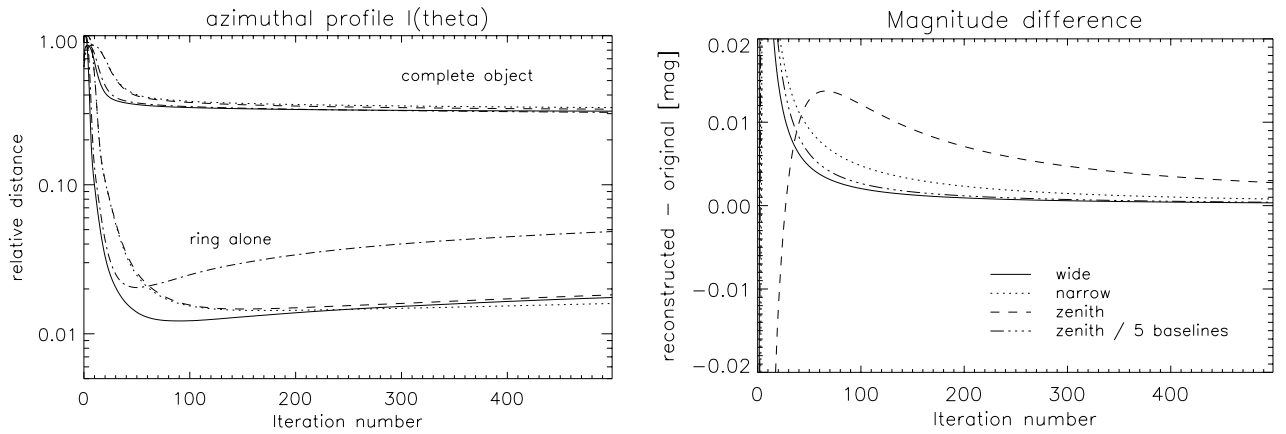 azimuthal profile I(theta)
1.00
0.10
0.01
relative distance
complete object
ring alone
0 100 200 300 400
Iteration number
Magnitude difference
0.02
0.01
0.00
−0.01
−0.02
reconstructed − original [mag]
wide
narrow
zenith
zenith / 5 baselines
0 100 200 300 400
Iteration number